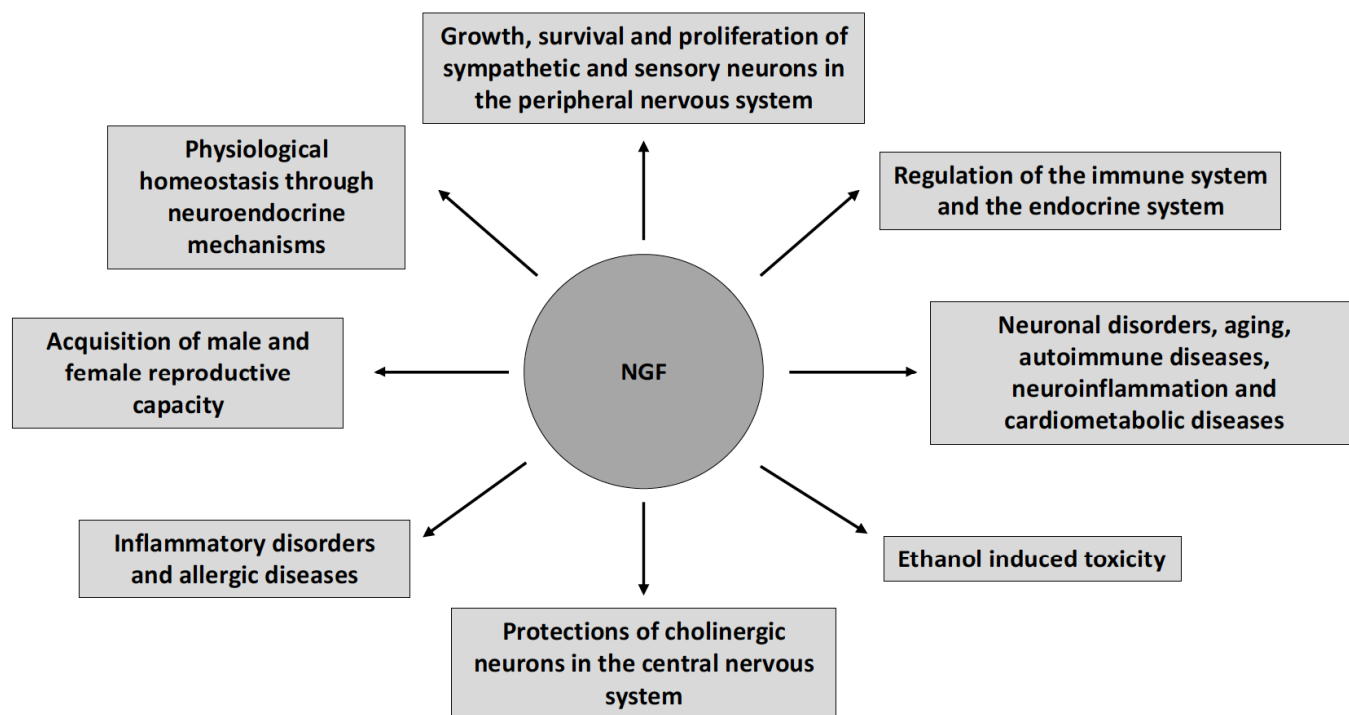 Growth, survival and proliferation of
sympathetic and sensory neurons in
the peripheral nervous system
Physiological
homeostasis through
neuroendocrine
mechanisms
Regulation of the immune system
and the endocrine system
Acquisition of male and
female reproductive
capacity
NGF
Neuronal disorders, aging,
autoimmune diseases,
neuroinflammation and
cardiometabolic diseases
Inflammatory disorders
and allergic diseases
Ethanol induced toxicity
Protections of cholinergic
neurons in the central nervous
system